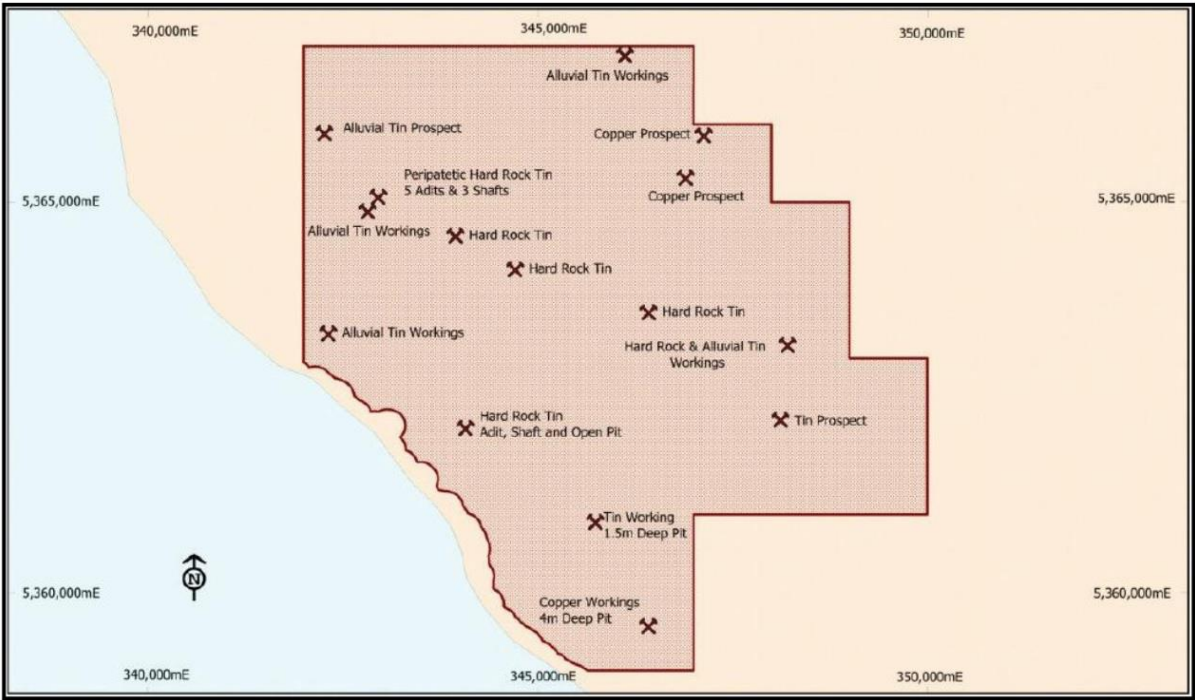 340,000mE
345,000mE
350,000mE
Alluvial Tin Workings
Alluvial Tin Prospect
Copper Prospect
Peripatetic Hard Rock Tin
5 Adits & 3 Shafts
Copper Prospect
5,365,000mE
5,365,000mE
Alluvial Tin Workings
Hard Rock Tin
Hard Rock Tin
Hard Rock Tin
Alluvial Tin Workings
Hard Rock & Alluvial Tin
Workings
Hard Rock Tin
Adit, Shaft and Open Pit
Tin Prospect
Tin Working
1.5m Deep Pit
N
5,360,000mE
5,360,000mE
Copper Workings
4m Deep Pit
340,000mE
345,000mE
350,000mE